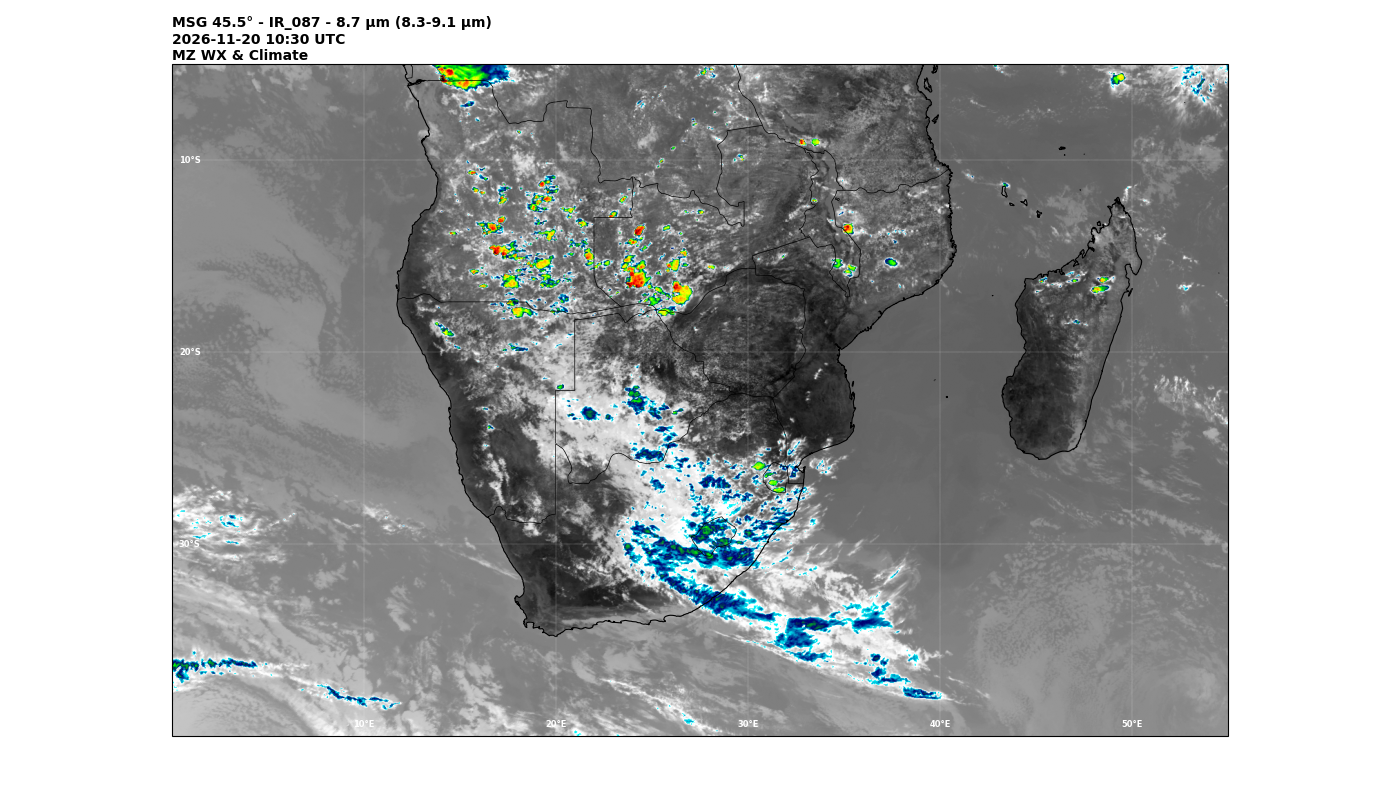 MSG 45.5° - IR_087 - 8.7 µm (8.3-9.1 µm)
2026-11-20 10:30 UTC
MZ WX & Climate
10°S
20°S
30°S
10°E
20°E
30°E
40°E
50°E